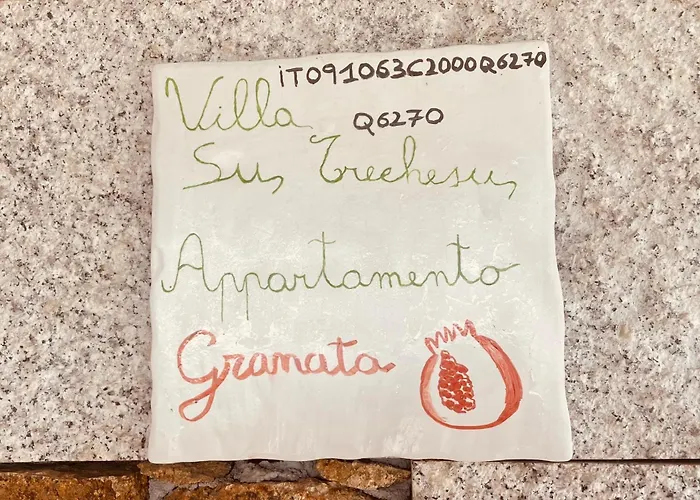 iT091063C2000Q6270
Villa
Q6270
Su Trechesu
Appartamento
Granata